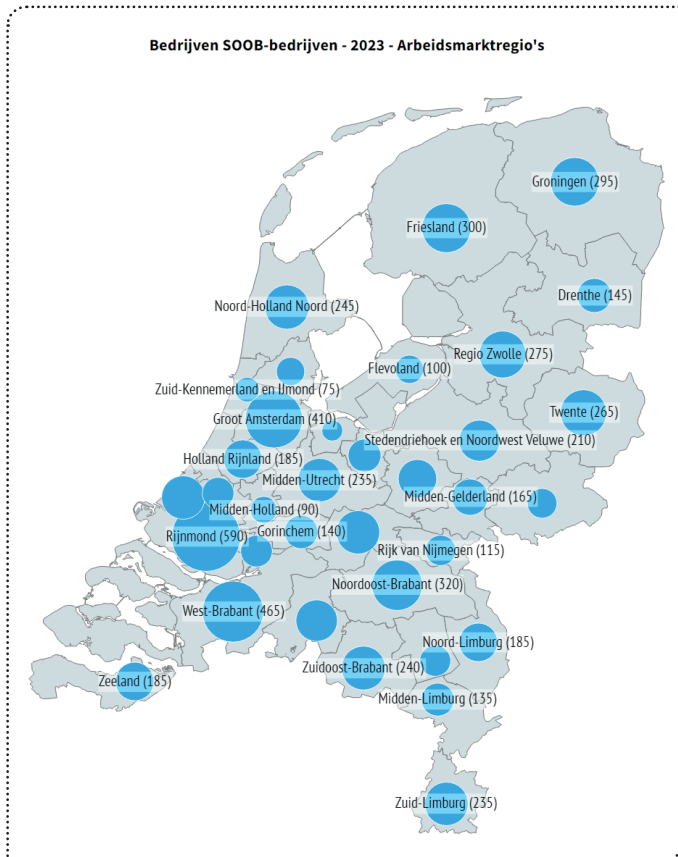 Bedrijven SOOB-bedrijven - 2023 - Arbeidsmarktregio's
Groningen (295)
Friesland (300)
Drenthe (145)
Noord-Holland Noord (245)
Regio Zwolle (275)
Flevoland (100)
Zuid-Kennemerland en IJmond (75)
Twente (265)
Groot Amsterdam (410)
Stedendriehoek en Noordwest Veluwe (210)
Holland Rijnland (185)
Midden-Utrecht (235)
Midden-Gelderland (165)
Midden-Holland (90)
Gorinchem (140)
Rijnmond (590)
Rijk van Nijmegen (115)
Noordoost-Brabant (320)
West-Brabant (465)
Noord-Limburg (185)
Zuidoost-Brabant (240)
Zeeland (185)
Midden-Limburg (135)
Zuid-Limburg (235)